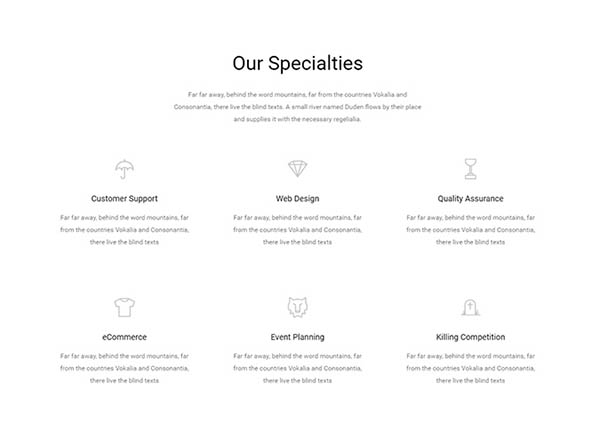 Our Specialties
Far far away, behind the word mountains, far from the countries Vokalia and
Consonantia, there live the blind texts. A small river named Duden flows by their place
and supplies it with the necessary regelialia.
Customer Support
Far far away, behind the word mountains, far
from the countries Vokalia and Consonantia,
there live the blind texts
Web Design
Far far away, behind the word mountains, far
from the countries Vokalia and Consonantia,
there live the blind texts
Quality Assurance
Far far away, behind the word mountains, far
from the countries Vokalia and Consonantia,
there live the blind texts
eCommerce
Far far away, behind the word mountains, far
from the countries Vokalia and Consonantia,
there live the blind texts
Event Planning
Far far away, behind the word mountains, far
from the countries Vokalia and Consonantia,
there live the blind texts
Killing Competition
Far far away, behind the word mountains, far
from the countries Vokalia and Consonantia,
there live the blind texts